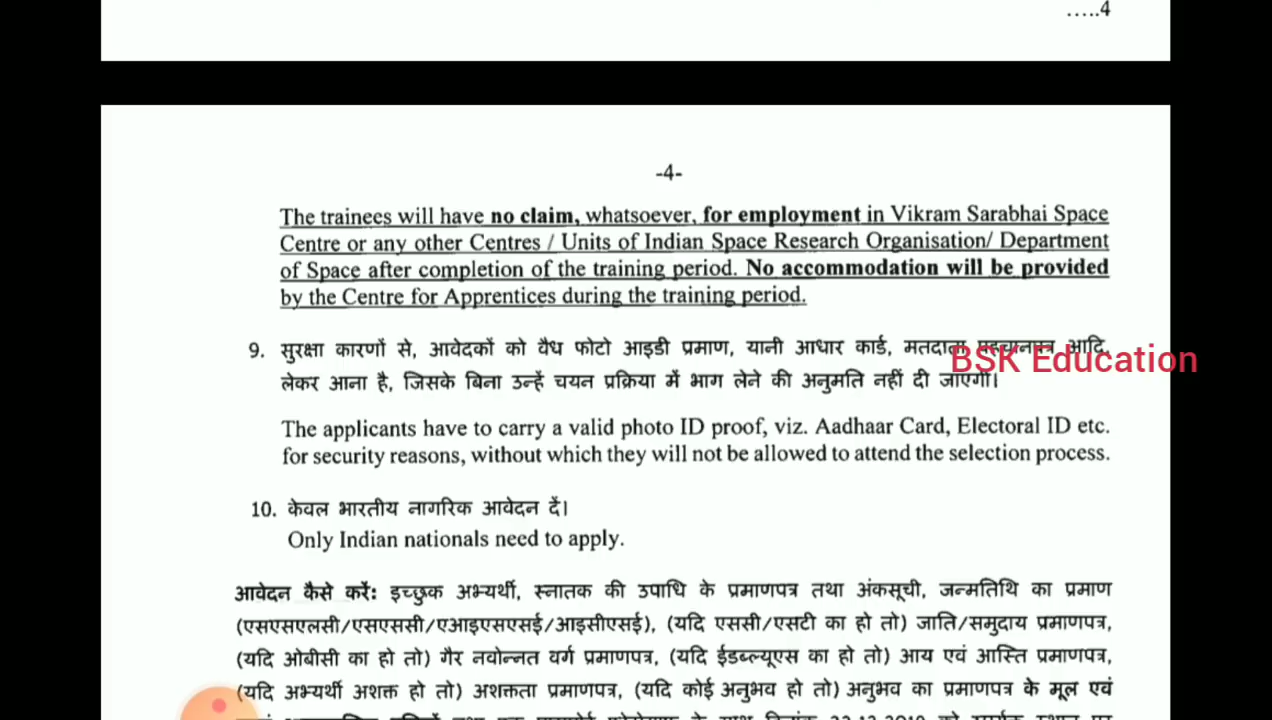 .....4
-4-
The trainees will have no claim, whatsoever, for employment in Vikram Sarabhai Space
Centre or any other Centres / Units of Indian Space Research Organisation/ Department
of Space after completion of the training period. No accommodation will be provided
by the Centre for Apprentices during the training period.
9. सुरक्षा कारणों से, आवेदकों को वैध फोटो आइडी प्रमाण, यानी आधार कार्ड, मतदाता पहचानपत्र आदि
BSK Education
लेकर आना है, जिसके बिना उन्हें चयन प्रक्रिया में भाग लेने की अनुमति नहीं दी जाएगी।
The applicants have to carry a valid photo ID proof, viz. Aadhaar Card, Electoral ID etc.
for security reasons, without which they will not be allowed to attend the selection process.
10. केवल भारतीय नागरिक आवेदन दें।
Only Indian nationals need to apply.
आवेदन कैसे करें: इच्छुक अभ्यर्थी, स्नातक की उपाधि के प्रमाणपत्र तथा अंकसूची, जन्मतिथि का प्रमाण
(एसएसएलसी/एसएससी/एआइएसएसई/आइसीएसई), (यदि एससी/एसटी का हो तो) जाति/समुदाय प्रमाणपत्र,
(यदि ओबीसी का हो तो) गैर नवोन्नत वर्ग प्रमाणपत्र, (यदि ईडब्ल्यूएस का हो तो) आय एवं आस्ति प्रमाणपत्र,
(यदि अभ्यर्थी अशक्त हो तो) अशक्तता प्रमाणपत्र, (यदि कोई अनुभव हो तो) अनुभव का प्रमाणपत्र के मूल एवं